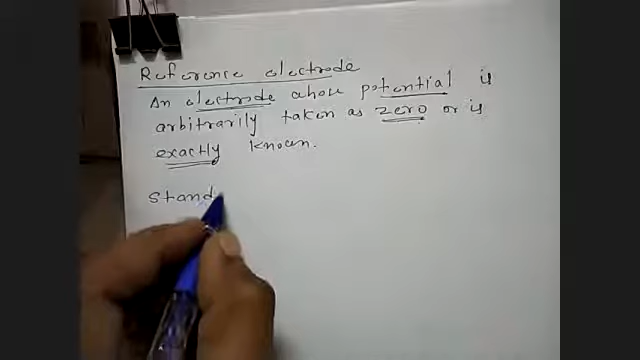 Reference electrode
An electrode whose potential is
arbitrarily taken as zero or is
exactly known.
Stand